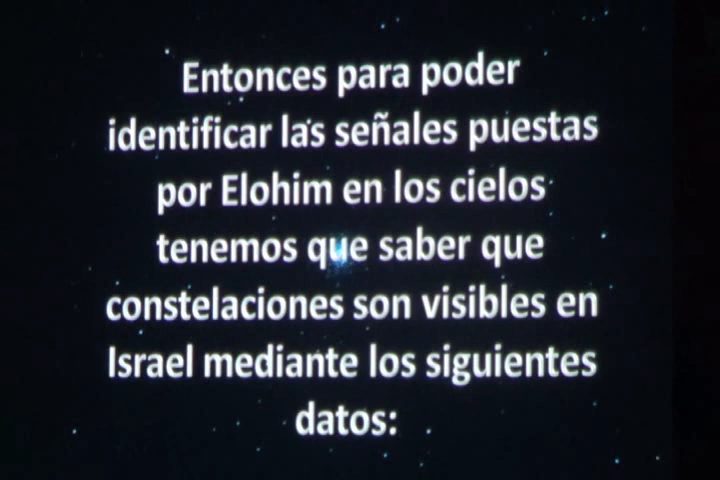 Entonces para poder
identificar las señales puestas
por Elohim en los cielos
tenemos que saber que
constelaciones son visibles en
Israel mediante los siguientes
datos: